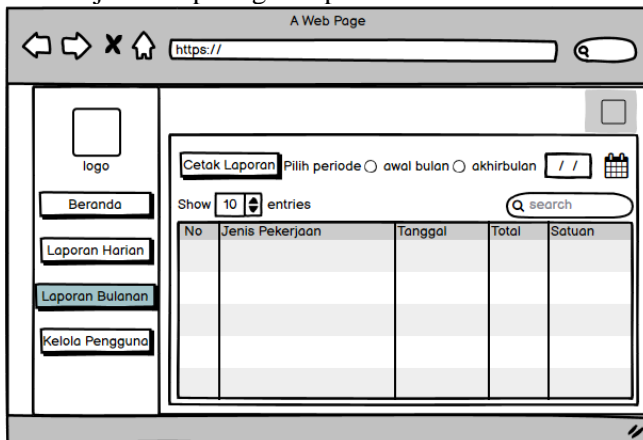 A Web Page
https://
logo
Beranda
Laporan Harian
Laporan Bulanan
Kelola Pengguna
Cetak Laporan Pilih periode awal bulan akhirbulan / /
Show 10 entries search
No Jenis Pekerjaan Tanggal Total Satuan